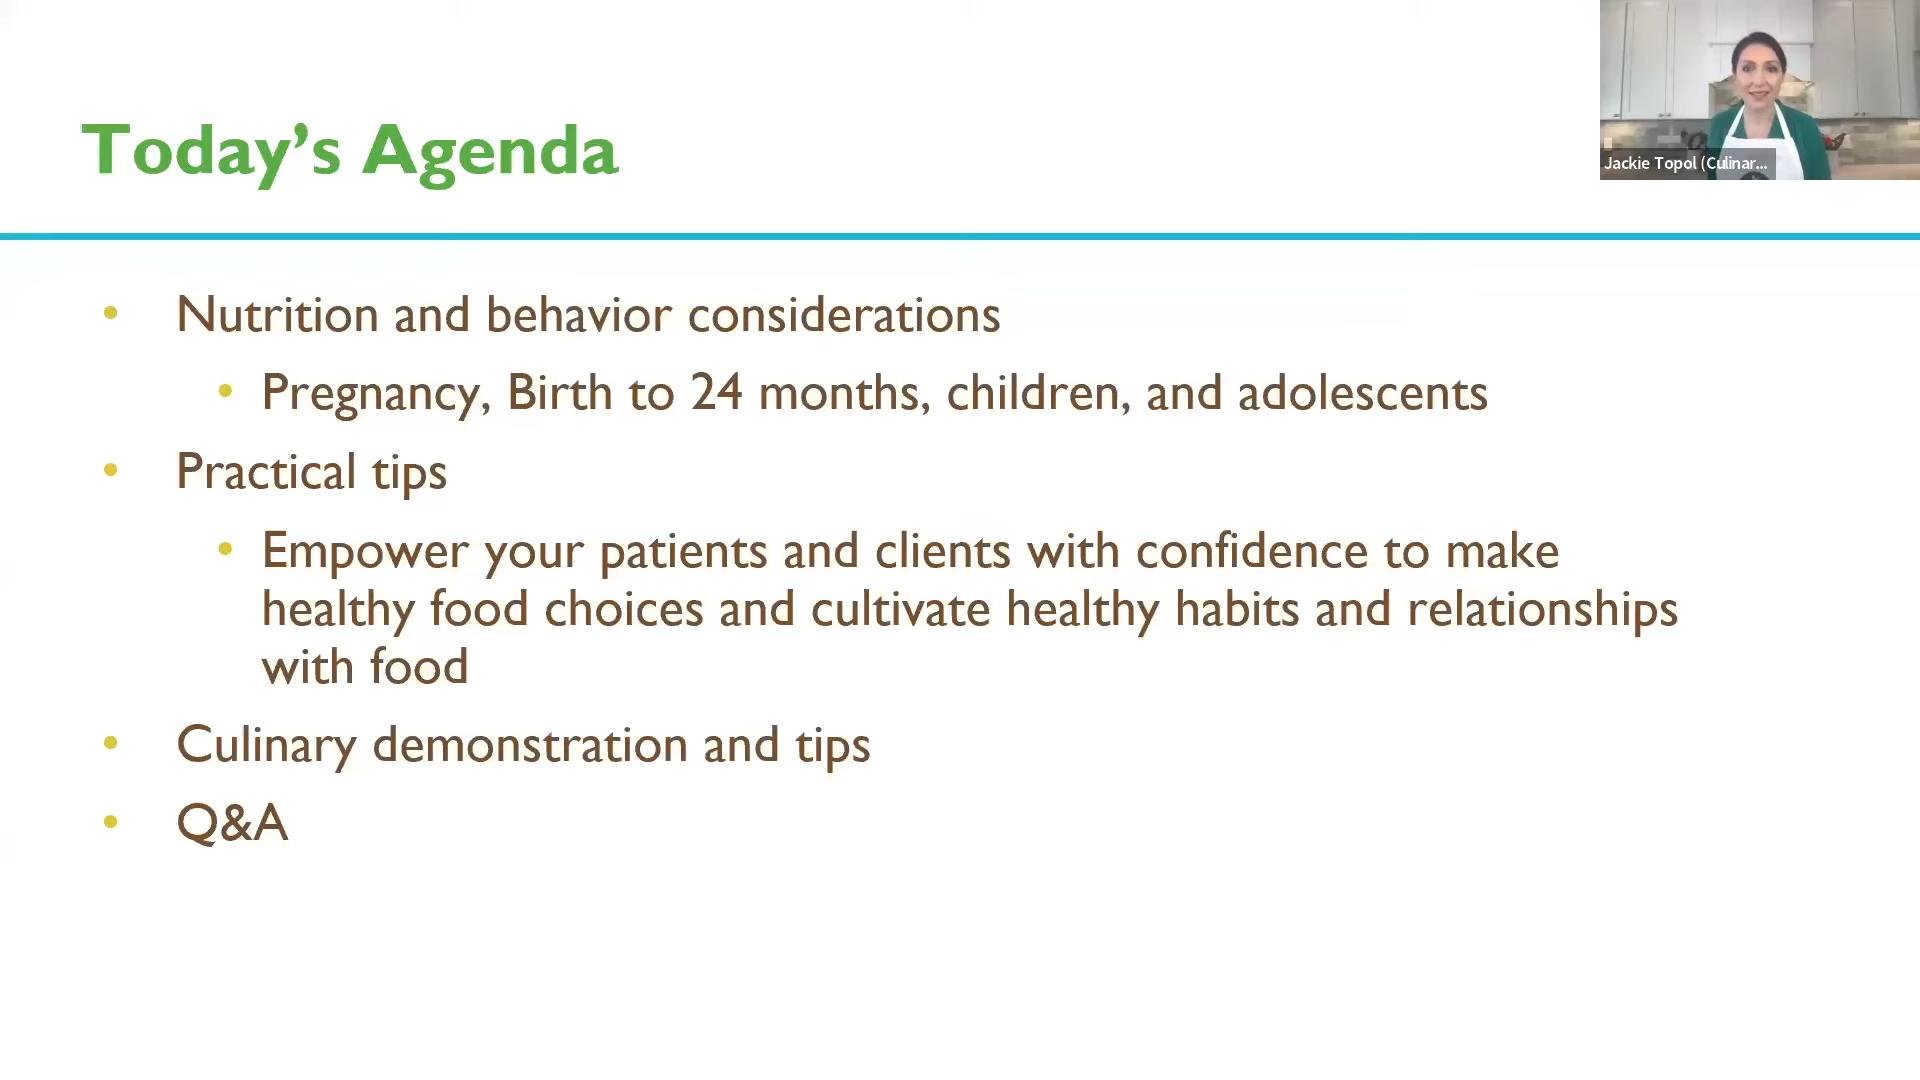 Today's Agenda
Jackie Topol (Culinar...
• Nutrition and behavior considerations
• Pregnancy, Birth to 24 months, children, and adolescents
• Practical tips
• Empower your patients and clients with confidence to make
healthy food choices and cultivate healthy habits and relationships
with food
• Culinary demonstration and tips
• Q&A